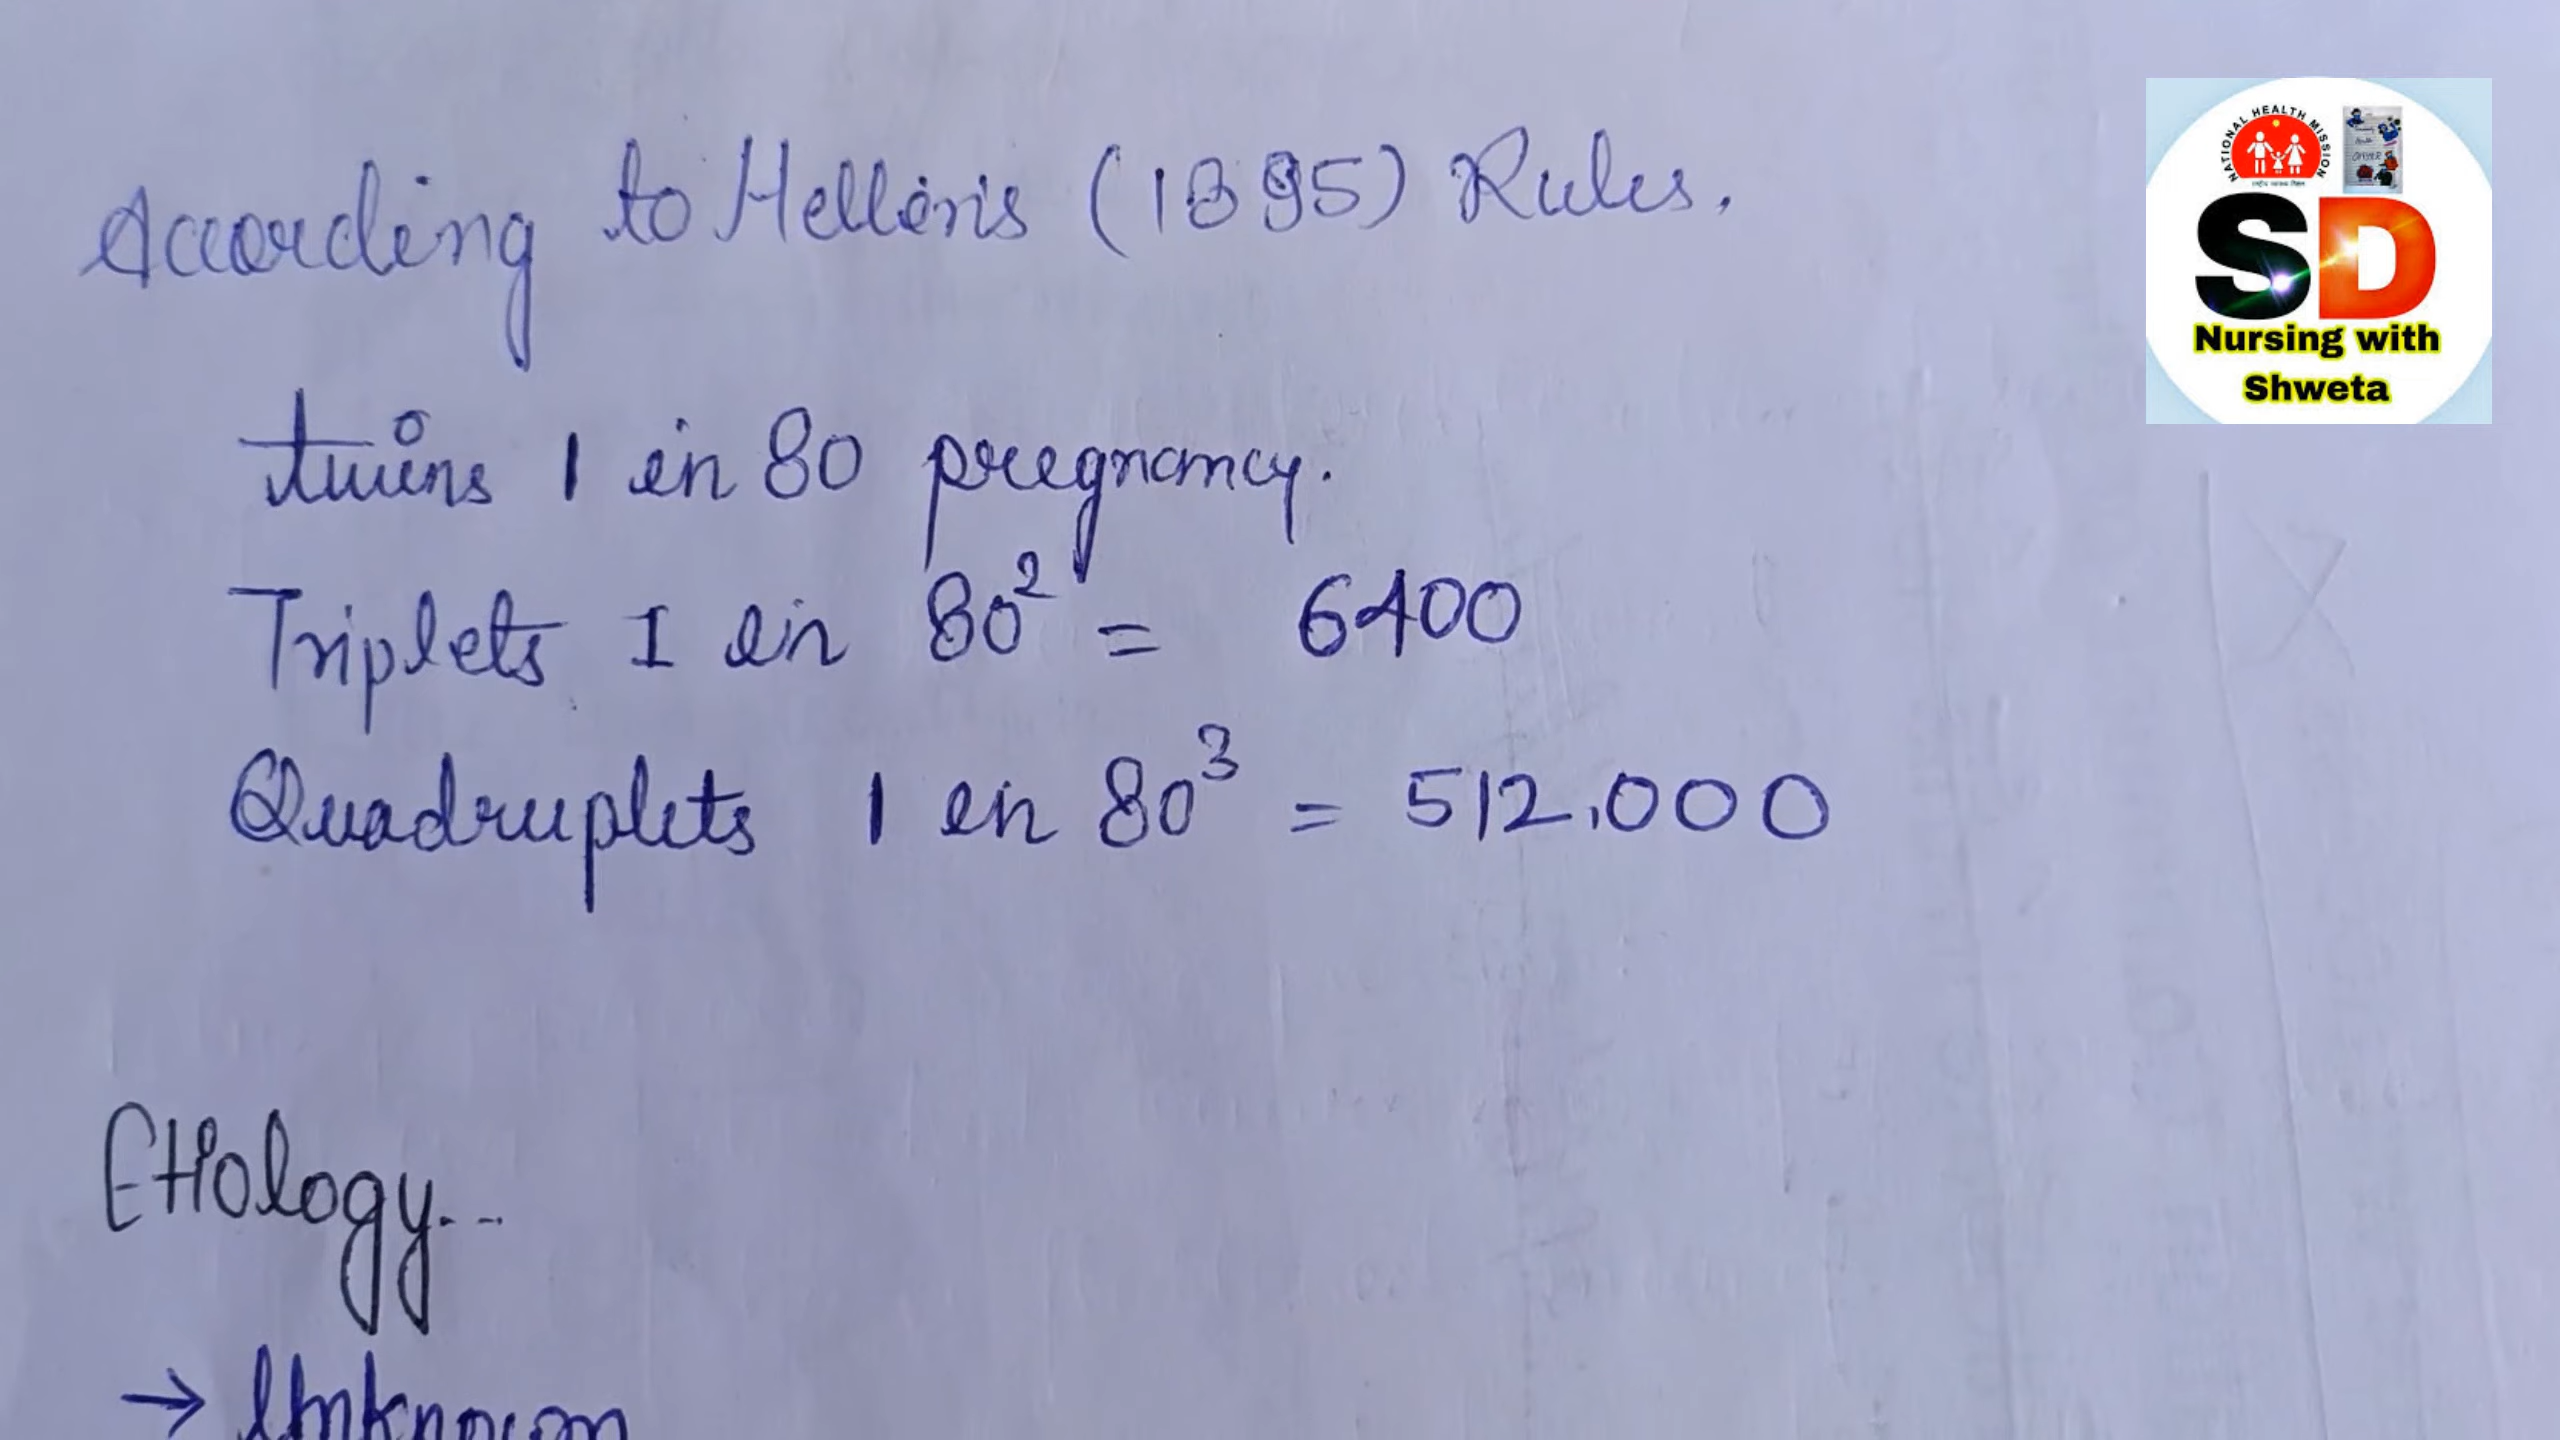 According to Hellin's (1895) Rules.
twins 1 in 80 pregnancy.
Triplets 1 in 80² = 6400
Quadruplets 1 in 80³ = 512,000
Etiology...
→ Unknown
NATIONAL HEALTH MISSION
SD
Nursing with
Shweta